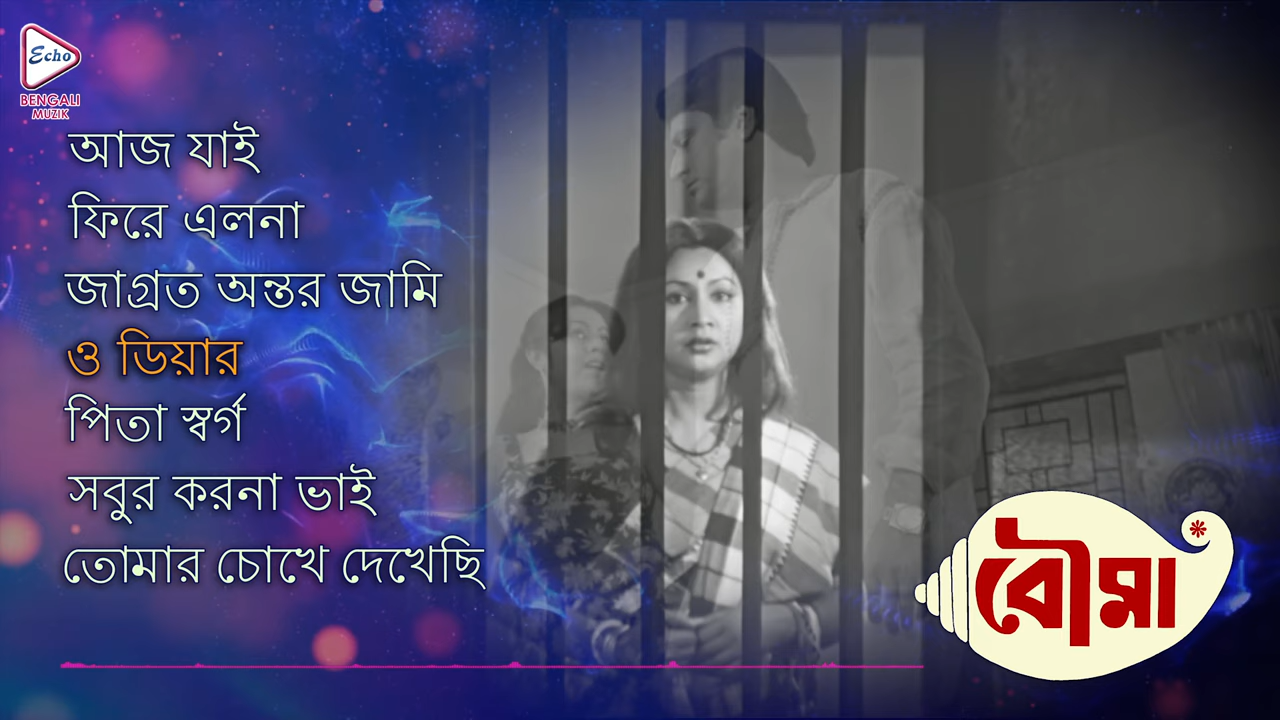 Echo
BENGALI
MUZIK
আজ যাই
ফিরে এলনা
জাগ্রত অন্তর জামি
ও ডিয়ার
পিতা স্বর্গ
সবুর করনা ভাই
তোমার চোখে দেখেছি
বৌমা